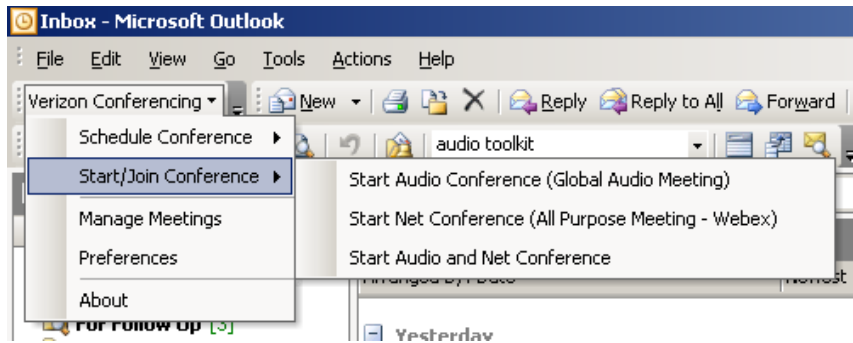 Inbox - Microsoft Outlook
File Edit View Go Tools Actions Help
Verizon Conferencing New Reply Reply to All Forward
Schedule Conference audio toolkit
Start/Join Conference Start Audio Conference (Global Audio Meeting)
Manage Meetings Start Net Conference (All Purpose Meeting - Webex)
Preferences Start Audio and Net Conference
About
For Follow Up [3] Yesterday